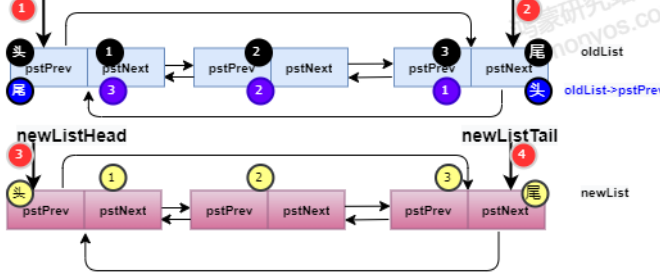 1 2
头 1 2 3 尾 oldList
pstPrev pstNext pstPrev pstNext pstPrev pstNext
尾 3 2 1 头 oldList->pstPrev
newListHead newListTail
3 4
头 1 2 3 尾 newList
pstPrev pstNext pstPrev pstNext pstPrev pstNext